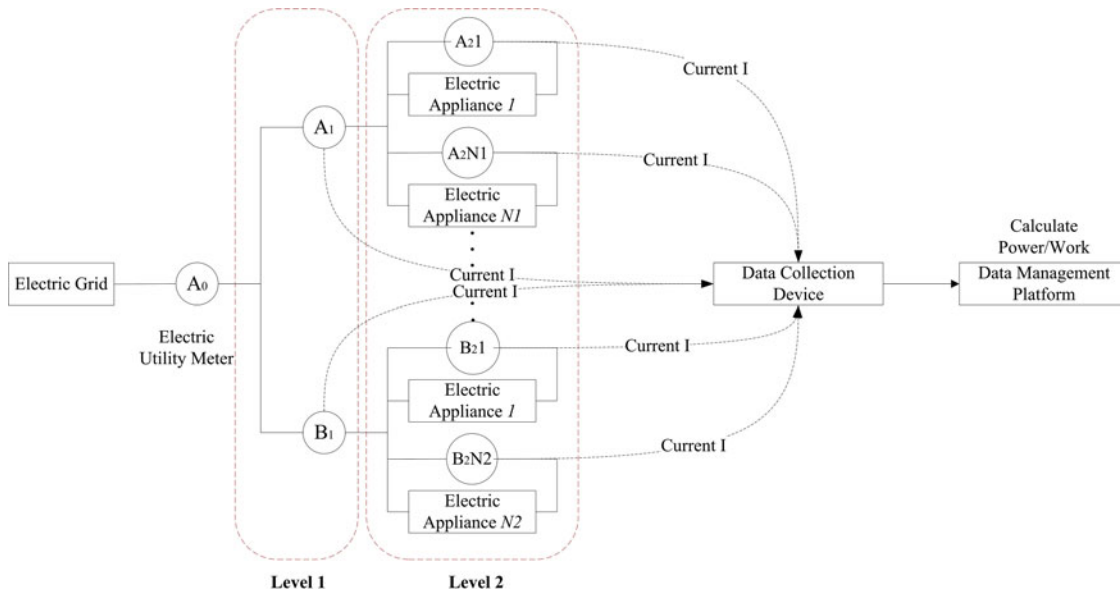 Electric Grid
A₀
Electric
Utility Meter
A₁
B₁
Level 1
A₂1
Electric
Appliance 1
A₂N1
Electric
Appliance N1
B₂1
Electric
Appliance 1
B₂N2
Electric
Appliance N2
Level 2
Current I
Current I
Current I
Current I
Current I
Current I
Data Collection
Device
Calculate
Power/Work
Data Management
Platform